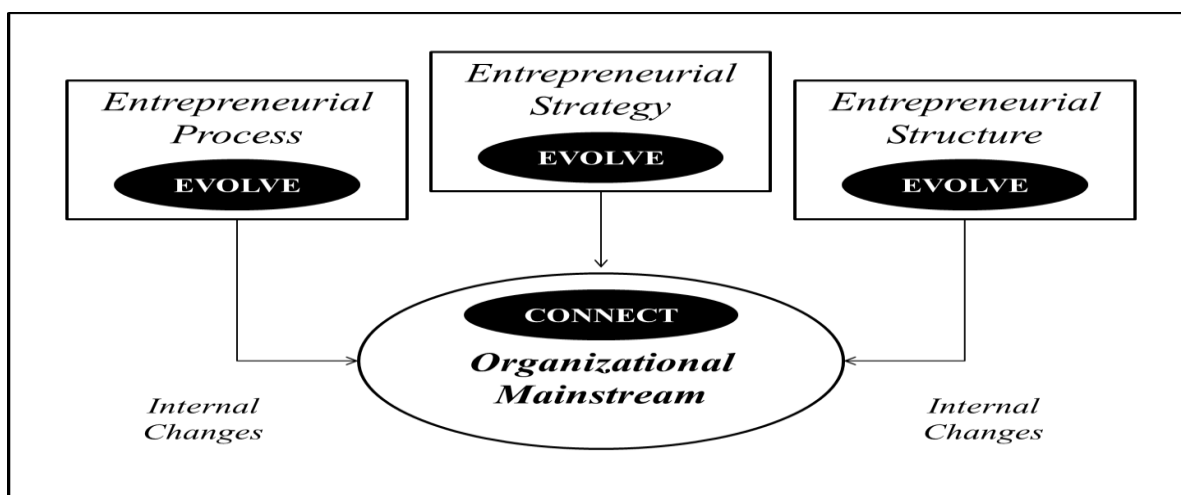 Entrepreneurial
Process
EVOLVE
Entrepreneurial
Strategy
EVOLVE
Entrepreneurial
Structure
EVOLVE
CONNECT
Organizational
Mainstream
Internal
Changes
Internal
Changes